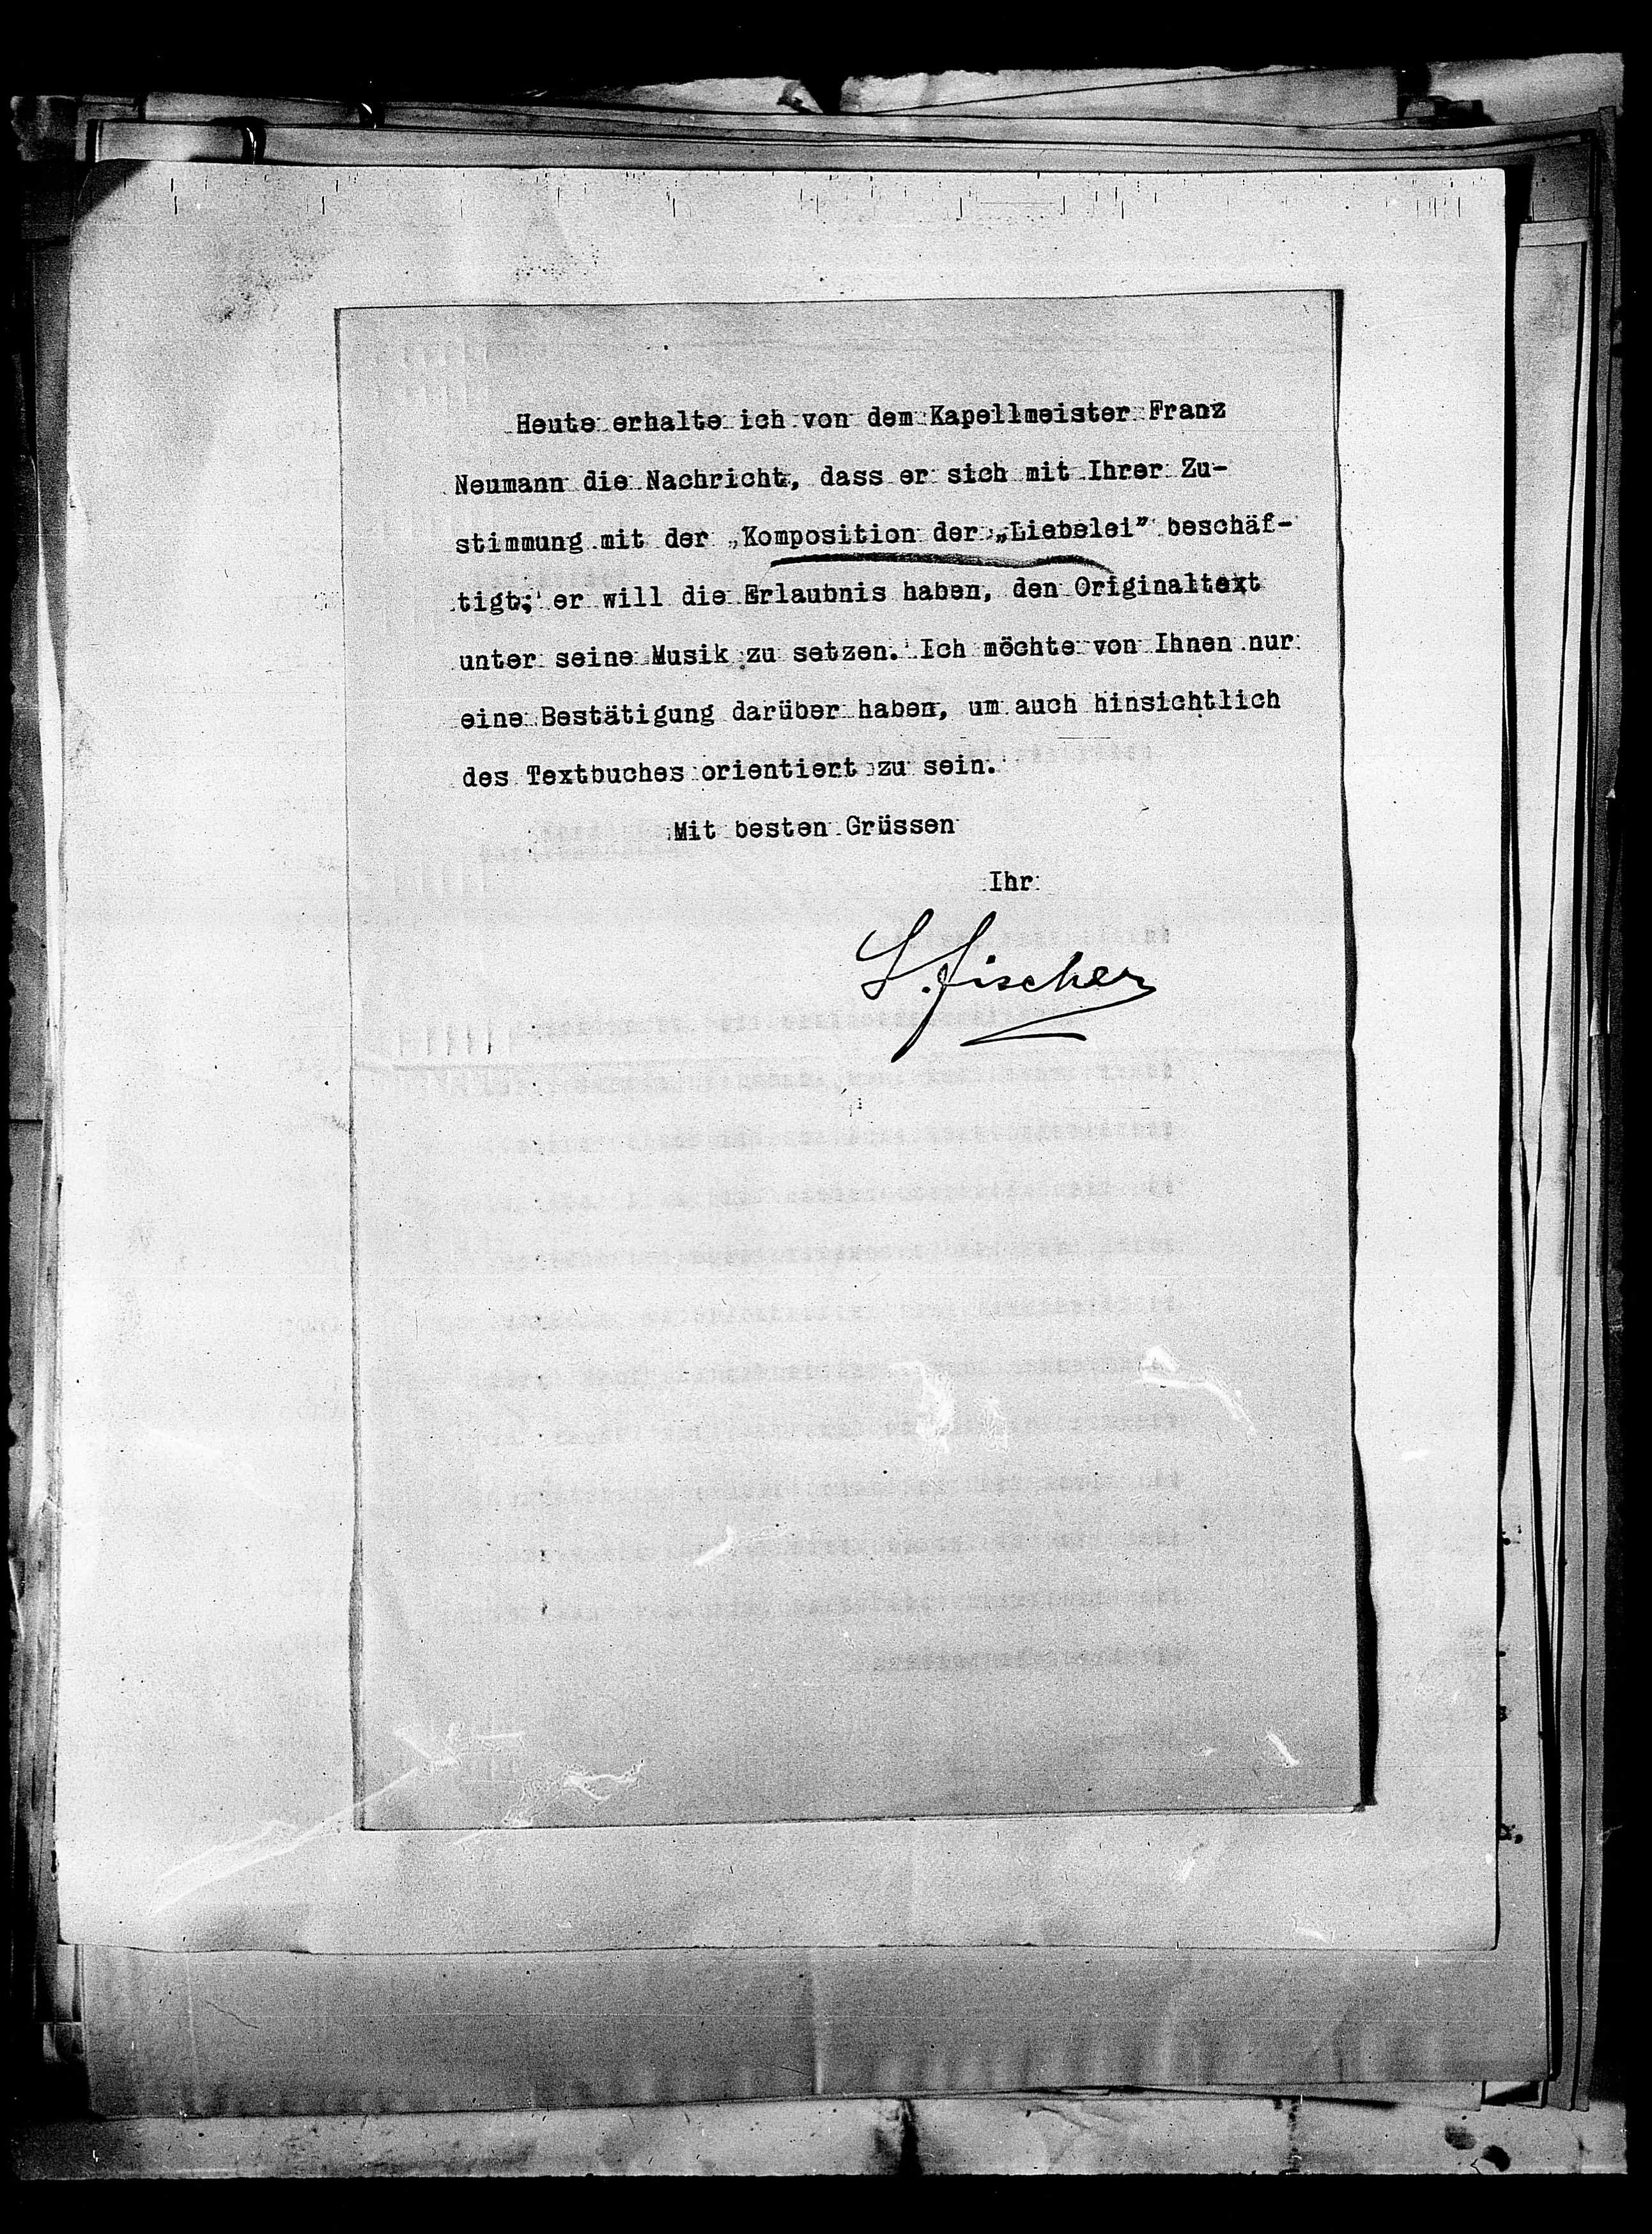 Heute erhalte ich von dem Kapellmeister Franz
Neumann die Nachricht, dass er sich mit Ihrer Zu-
stimmung mit der „Komposition der „Liebelei" beschäf-
tigt; er will die Erlaubnis haben, den Originaltext
unter seine Musik zu setzen. Ich möchte von Ihnen nur
eine Bestätigung darüber haben, um auch hinsichtlich
des Textbuches orientiert zu sein.
Mit besten Grüssen
Ihr
S. Fischer